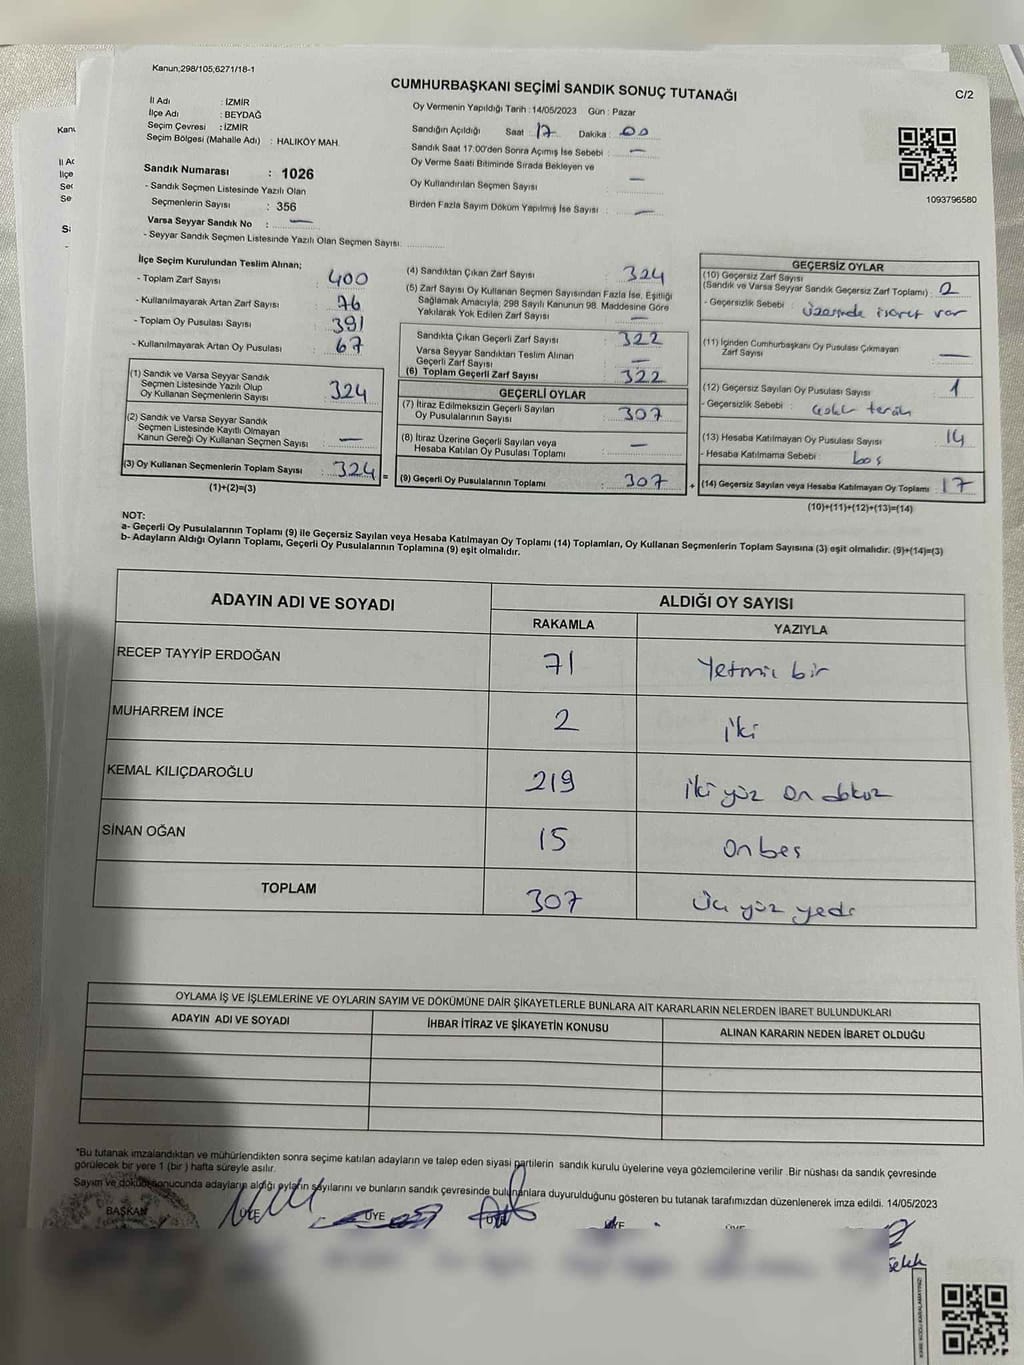 Kanun;298/105,6271/18-1
CUMHURBAŞKANI SEÇİMİ SANDIK SONUÇ TUTANAĞI
C/2
İl Adı : İZMİR
İlçe Adı : BEYDAĞ
Seçim Çevresi : İZMİR
Seçim Bölgesi (Mahalle Adı) : HALIKÖY MAH.
Sandık Numarası : 1026
- Sandık Seçmen Listesinde Yazılı Olan
Seçmenlerin Sayısı : 356
Varsa Seyyar Sandık No : —
- Seyyar Sandık Seçmen Listesinde Yazılı Olan Seçmen Sayısı:
Oy Vermenin Yapıldığı Tarih : 14/05/2023 Gün : Pazar
Sandığın Açıldığı Saat : 17 Dakika : 00
Sandık Saat 17:00'den Sonra Açımış İse Sebebi : —
Oy Verme Saati Bitiminde Sırada Bekleyen ve
Oy Kullandırılan Seçmen Sayısı —
Birden Fazla Sayım Döküm Yapılmış İse Sayısı : —
1093796580
İlçe Seçim Kurulundan Teslim Alınan;
- Toplam Zarf Sayısı : 400
- Kullanılmayarak Artan Zarf Sayısı : 76
- Toplam Oy Pusulası Sayısı : 391
- Kullanılmayarak Artan Oy Pusulası : 67
(1) Sandık ve Varsa Seyyar Sandık
Seçmen Listesinde Yazılı Olup
Oy Kullanan Seçmenlerin Sayısı : 324
(2) Sandık ve Varsa Seyyar Sandık
Seçmen Listesinde Kayıtlı Olmayan
Kanun Gereği Oy Kullanan Seçmen Sayısı : —
(3) Oy Kullanan Seçmenlerin Toplam Sayısı : 324 =
(1)+(2)=(3)
(4) Sandıktan Çıkan Zarf Sayısı : 324
(5) Zarf Sayısı Oy Kullanan Seçmen Sayısından Fazla İse, Eşitliği
Sağlamak Amacıyla; 298 Sayılı Kanunun 98. Maddesine Göre
Yakılarak Yok Edilen Zarf Sayısı : —
Sandıkta Çıkan Geçerli Zarf Sayısı : 322
Varsa Seyyar Sandıktan Teslim Alınan
Geçerli Zarf Sayısı : —
(6) Toplam Geçerli Zarf Sayısı : 322
GEÇERLİ OYLAR
(7) İtiraz Edilmeksizin Geçerli Sayılan
Oy Pusulalarının Sayısı : 307
(8) İtiraz Üzerine Geçerli Sayılan veya
Hesaba Katılan Oy Pusulası Toplamı : —
(9) Geçerli Oy Pusulalarının Toplamı : 307 +
GEÇERSİZ OYLAR
(10) Geçersiz Zarf Sayısı
(Sandık ve Varsa Seyyar Sandık Geçersiz Zarf Toplamı) : 2
- Geçersizlik Sebebi : üzerinde işaret var
(11) İçinden Cumhurbaşkanı Oy Pusulası Çıkmayan
Zarf Sayısı —
(12) Geçersiz Sayılan Oy Pusulası Sayısı : 1
- Geçersizlik Sebebi :
(13) Hesaba Katılmayan Oy Pusulası Sayısı : 14
- Hesaba Katılmama Sebebi : boş
(14) Geçersiz Sayılan veya Hesaba Katılmayan Oy Toplamı : 17
(10)+(11)+(12)+(13)=(14)
NOT:
a- Geçerli Oy Pusulalarının Toplamı (9) ile Geçersiz Sayılan veya Hesaba Katılmayan Oy Toplamı (14) Toplamları, Oy Kullanan Seçmenlerin Toplam Sayısına (3) eşit olmalıdır. (9)+(14)=(3)
b- Adayların Aldığı Oyların Toplamı, Geçerli Oy Pusulalarının Toplamına (9) eşit olmalıdır.
ADAYIN ADI VE SOYADI ALDIĞI OY SAYISI
RAKAMLA YAZIYLA
RECEP TAYYİP ERDOĞAN 71 Yetmiş bir
MUHARREM İNCE 2 iki
KEMAL KILIÇDAROĞLU 219 iki yüz on dokuz
SİNAN OĞAN 15 on beş
TOPLAM 307 Üç yüz yedi
OYLAMA İŞ VE İŞLEMLERİNE VE OYLARIN SAYIM VE DÖKÜMÜNE DAİR ŞİKAYETLERLE BUNLARA AİT KARARLARIN NELERDEN İBARET BULUNDUKLARI
ADAYIN ADI VE SOYADI İHBAR İTİRAZ VE ŞİKAYETİN KONUSU ALINAN KARARIN NEDEN İBARET OLDUĞU
*Bu tutanak imzalandıktan ve mühürlendikten sonra seçime katılan adayların ve talep eden siyasi partilerin sandık kurulu üyelerine veya gözlemcilerine verilir. Bir nüshası da sandık çevresinde
görülecek bir yere 1 (bir ) hafta süreyle asılır.
Sayım ve döküm sonucunda adayların aldığı oyların sayılarını ve bunların sandık çevresinde bulunanlara duyurulduğunu gösteren bu tutanak tarafımızdan düzenlenerek imza edildi. 14/05/2023
BAŞKAN ÜYE ÜYE ÜYE ÜYE ÜYE